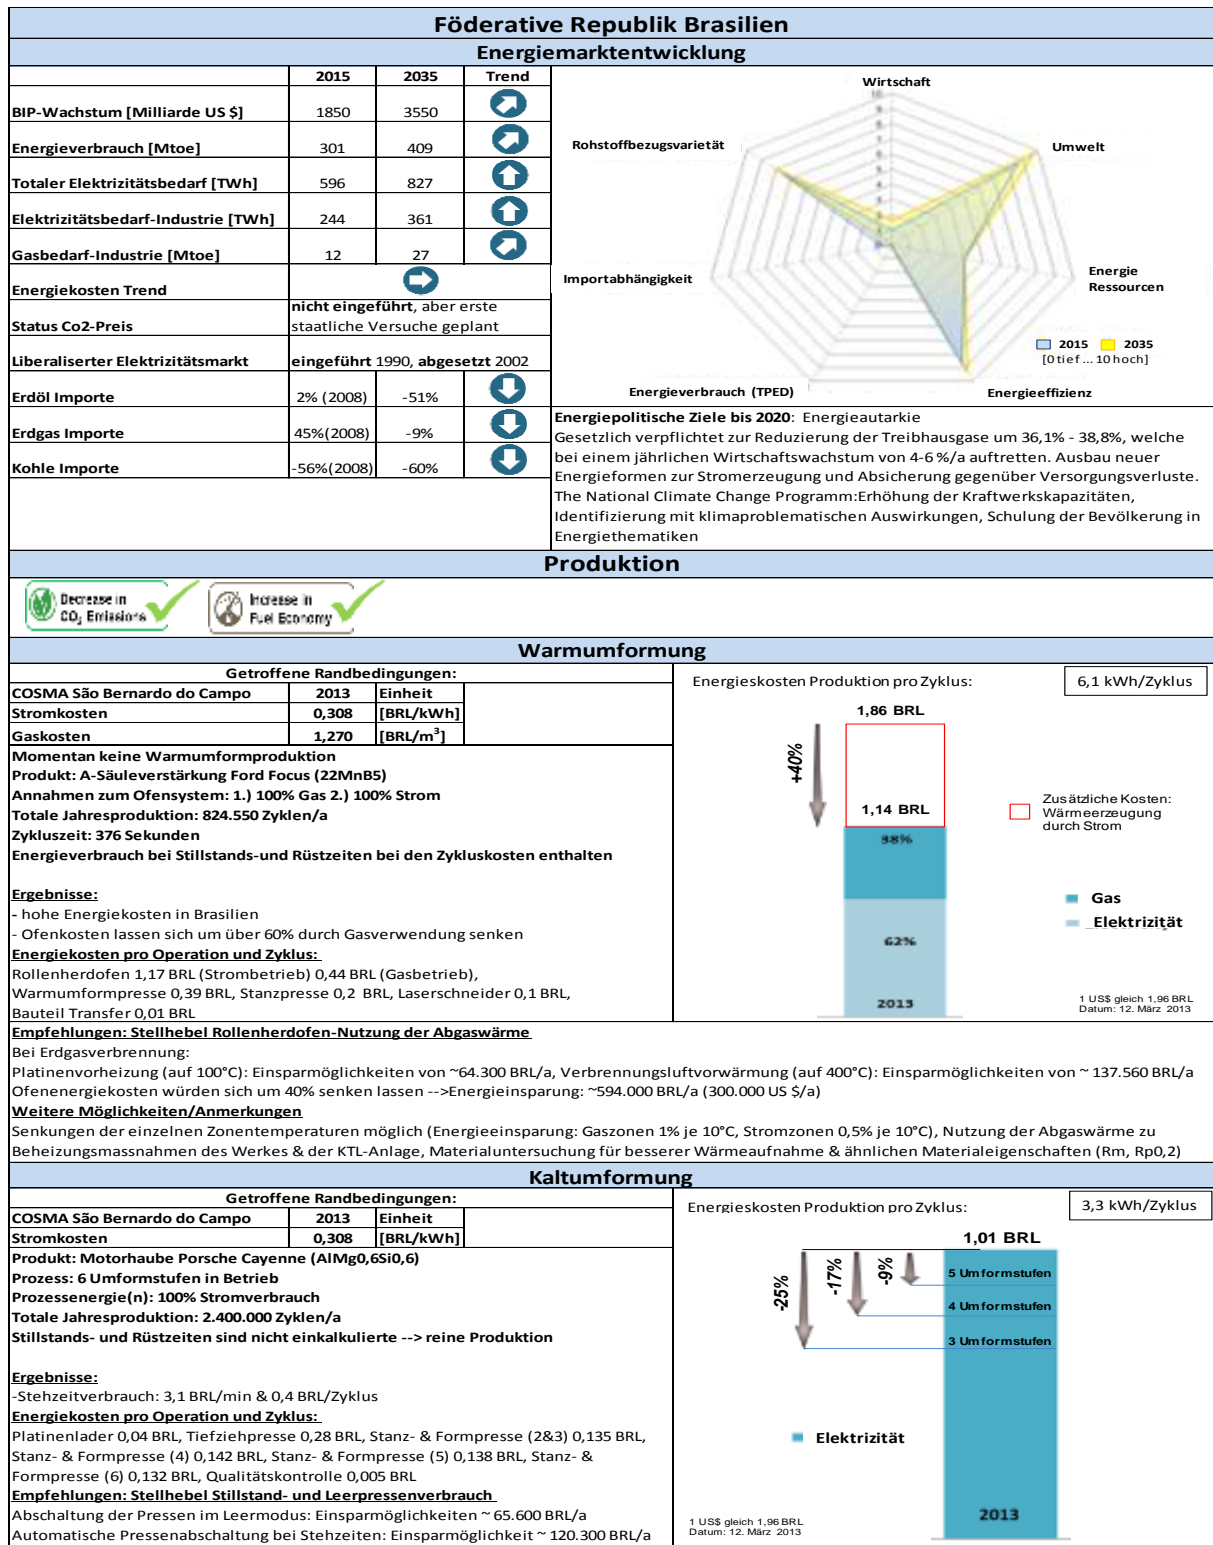 Föderative Republik Brasilien
Energiemarktentwicklung
2015 2035 Trend
BIP-Wachstum [Milliarde US $] 1850 3550
Energieverbrauch [Mtoe] 301 409
Totaler Elektrizitätsbedarf [TWh] 596 827
Elektrizitätsbedarf-Industrie [TWh] 244 361
Gasbedarf-Industrie [Mtoe] 12 27
Energiekosten Trend
Status Co2-Preis nicht eingeführt, aber erste
staatliche Versuche geplant
Liberaliserter Elektrizitätsmarkt eingeführt 1990, abgesetzt 2002
Erdöl Importe 2% (2008) -51%
Erdgas Importe 45%(2008) -9%
Kohle Importe -56%(2008) -60%
Wirtschaft
Rohstoffbezugsvarietät
Umwelt
Importabhängigkeit
Energie
Ressourcen
2015 2035
[0 tief ... 10 hoch]
Energieverbrauch (TPED)
Energieeffizienz
Energiepolitische Ziele bis 2020: Energieautarkie
Gesetzlich verpflichtet zur Reduzierung der Treibhausgase um 36,1% - 38,8%, welche
bei einem jährlichen Wirtschaftswachstum von 4-6 %/a auftretten. Ausbau neuer
Energieformen zur Stromerzeugung und Absicherung gegenüber Versorgungsverluste.
The National Climate Change Programm:Erhöhung der Kraftwerkskapazitäten,
Identifizierung mit klimaproblematischen Auswirkungen, Schulung der Bevölkerung in
Energiethematiken
Produktion
Decrease in
CO₂ Emissions
Increase in
Fuel Economy
Warmumformung
Getroffene Randbedingungen:
COSMA São Bernardo do Campo 2013 Einheit
Stromkosten 0,308 [BRL/kWh]
Gaskosten 1,270 [BRL/m³]
Momentan keine Warmumformproduktion
Produkt: A-Säuleverstärkung Ford Focus (22MnB5)
Annahmen zum Ofensystem: 1.) 100% Gas 2.) 100% Strom
Totale Jahresproduktion: 824.550 Zyklen/a
Zykluszeit: 376 Sekunden
Energieverbrauch bei Stillstands-und Rüstzeiten bei den Zykluskosten enthalten
Ergebnisse:
- hohe Energiekosten in Brasilien
- Ofenkosten lassen sich um über 60% durch Gasverwendung senken
Energiekosten pro Operation und Zyklus:
Rollenherdofen 1,17 BRL (Strombetrieb) 0,44 BRL (Gasbetrieb),
Warmumformpresse 0,39 BRL, Stanzpresse 0,2 BRL, Laserschneider 0,1 BRL,
Bauteil Transfer 0,01 BRL
Energieskosten Produktion pro Zyklus:
6,1 kWh/Zyklus
1,86 BRL
+40%
1,14 BRL
38%
62%
2013
Zusätzliche Kosten:
Wärmeerzeugung
durch Strom
Gas
Elektrizität
1 US$ gleich 1,96 BRL
Datum: 12. März 2013
Empfehlungen: Stellhebel Rollenherdofen-Nutzung der Abgaswärme
Bei Erdgasverbrennung:
Platinenvorheizung (auf 100°C): Einsparmöglichkeiten von ~64.300 BRL/a, Verbrennungsluftvorwärmung (auf 400°C): Einsparmöglichkeiten von ~ 137.560 BRL/a
Ofenenergiekosten würden sich um 40% senken lassen -->Energieinsparung: ~594.000 BRL/a (300.000 US $/a)
Weitere Möglichkeiten/Anmerkungen
Senkungen der einzelnen Zonentemperaturen möglich (Energieeinsparung: Gaszonen 1% je 10°C, Stromzonen 0,5% je 10°C), Nutzung der Abgaswärme zu
Beheizungsmassnahmen des Werkes & der KTL-Anlage, Materialuntersuchung für besserer Wärmeaufnahme & ähnlichen Materialeigenschaften (Rm, Rp0,2)
Kaltumformung
Getroffene Randbedingungen:
COSMA São Bernardo do Campo 2013 Einheit
Stromkosten 0,308 [BRL/kWh]
Produkt: Motorhaube Porsche Cayenne (AlMg0,6Si0,6)
Prozess: 6 Umformstufen in Betrieb
Prozessenergie(n): 100% Stromverbrauch
Totale Jahresproduktion: 2.400.000 Zyklen/a
Stillstands- und Rüstzeiten sind nicht einkalkulierte --> reine Produktion
Ergebnisse:
-Stehzeitverbrauch: 3,1 BRL/min & 0,4 BRL/Zyklus
Energiekosten pro Operation und Zyklus:
Platinenlader 0,04 BRL, Tiefziehpresse 0,28 BRL, Stanz- & Formpresse (2&3) 0,135 BRL,
Stanz- & Formpresse (4) 0,142 BRL, Stanz- & Formpresse (5) 0,138 BRL, Stanz- &
Formpresse (6) 0,132 BRL, Qualitätskontrolle 0,005 BRL
Empfehlungen: Stellhebel Stillstand- und Leerpressenverbrauch
Abschaltung der Pressen im Leermodus: Einsparmöglichkeiten ~ 65.600 BRL/a
Automatische Pressenabschaltung bei Stehzeiten: Einsparmöglichkeit ~ 120.300 BRL/a
Energieskosten Produktion pro Zyklus:
3,3 kWh/Zyklus
1,01 BRL
-25%
-17%
-9%
5 Umformstufen
4 Umformstufen
3 Umformstufen
Elektrizität
2013
1 US$ gleich 1,96 BRL
Datum: 12. März 2013